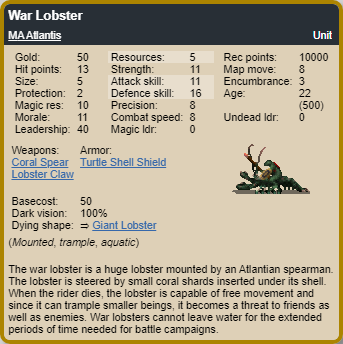 War Lobster
MA Atlantis Unit
Gold: 50 Resources: 5 Rec points: 10000
Hit points: 13 Strength: 11 Map move: 8
Size: 5 Attack skill: 11 Encumbrance: 3
Protection: 2 Defence skill: 16 Age: 22
Magic res: 10 Precision: 8 (500)
Morale: 11 Combat speed: 8 Undead ldr: 0
Leadership: 40 Magic ldr: 0
Weapons: Armor:
Coral Spear Turtle Shell Shield
Lobster Claw
Basecost: 50
Dark vision: 100%
Dying shape: = Giant Lobster
(Mounted, trample, aquatic)
The war lobster is a huge lobster mounted by an Atlantian spearman.
The lobster is steered by small coral shards inserted under its shell.
When the rider dies, the lobster is capable of free movement and
since it can trample smaller beings, it becomes a threat to friends as
well as enemies. War lobsters cannot leave water for the extended
periods of time needed for battle campaigns.